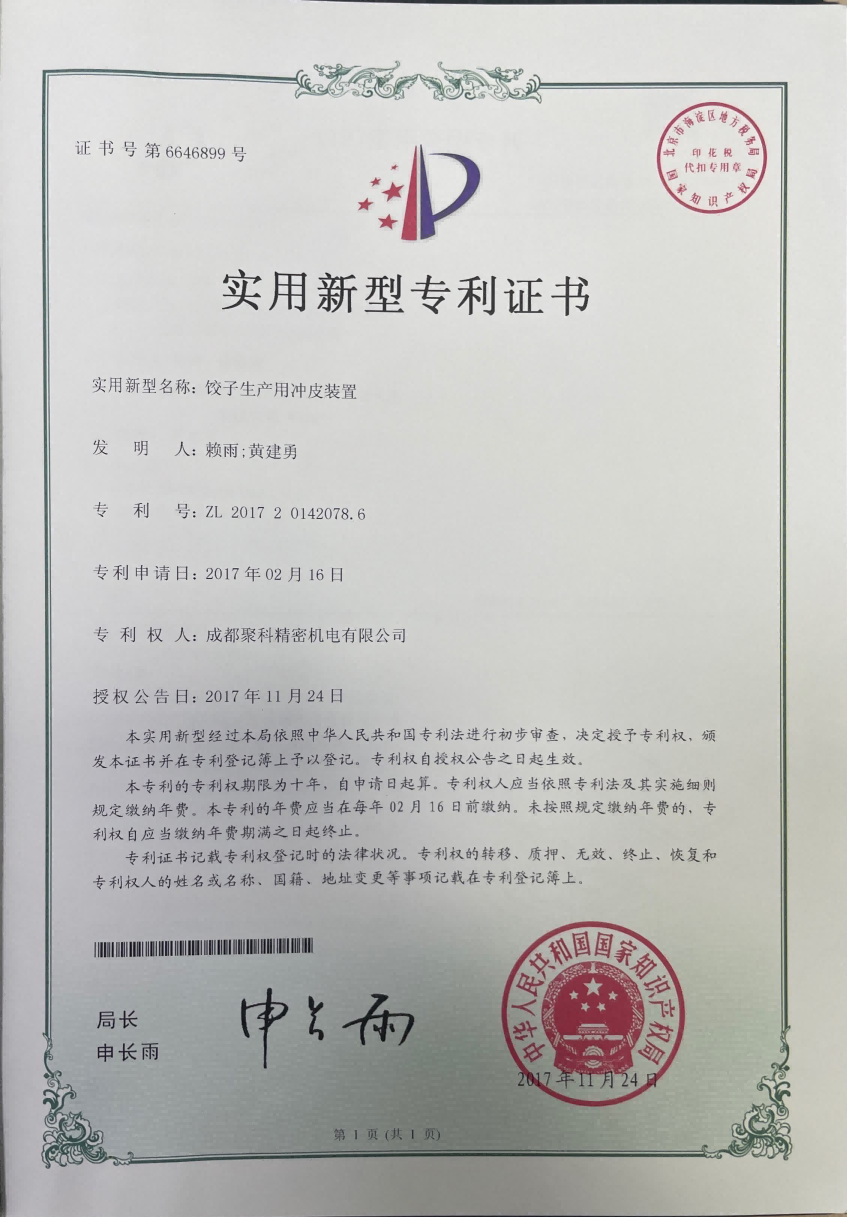 证书号第6646899号
北京市海淀区地方税务局
印花税
代扣专用章
国家知识产权局
实用新型专利证书
实用新型名称：饺子生产用冲皮装置
发明人：赖雨;黄建勇
专利号：ZL 2017 2 0142078.6
专利申请日：2017年02月16日
专利权人：成都聚科精密机电有限公司
授权公告日：2017年11月24日
本实用新型经过本局依照中华人民共和国专利法进行初步审查，决定授予专利权，颁
发本证书并在专利登记簿上予以登记。专利权自授权公告之日起生效。
本专利的专利权期限为十年，自申请日起算。专利权人应当依照专利法及其实施细则
规定缴纳年费。本专利的年费应当在每年02月16日前缴纳。未按照规定缴纳年费的，专
利权自应当缴纳年费期满之日起终止。
专利证书记载专利权登记时的法律状况。专利权的转移、质押、无效、终止、恢复和
专利权人的姓名或名称、国籍、地址变更等事项记载在专利登记簿上。
局长
申长雨
申长雨
中华人民共和国国家知识产权局
2017年11月24日
第1页(共1页)